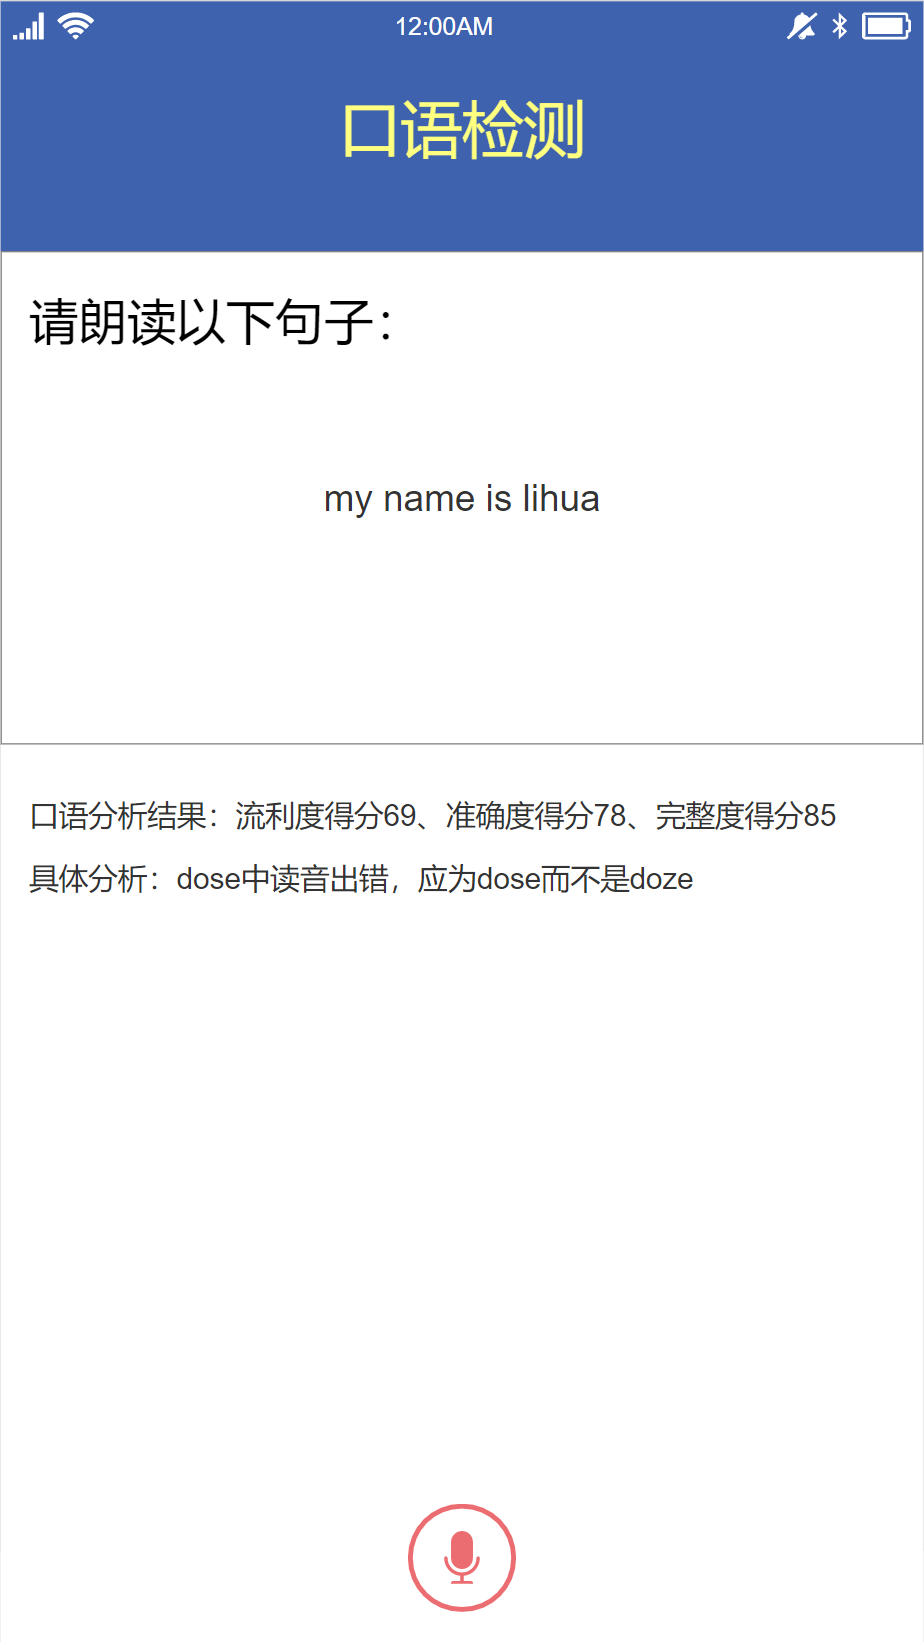 12:00AM
口语检测
请朗读以下句子：
my name is lihua
口语分析结果：流利度得分69、准确度得分78、完整度得分85
具体分析：dose中读音出错，应为dose而不是doze